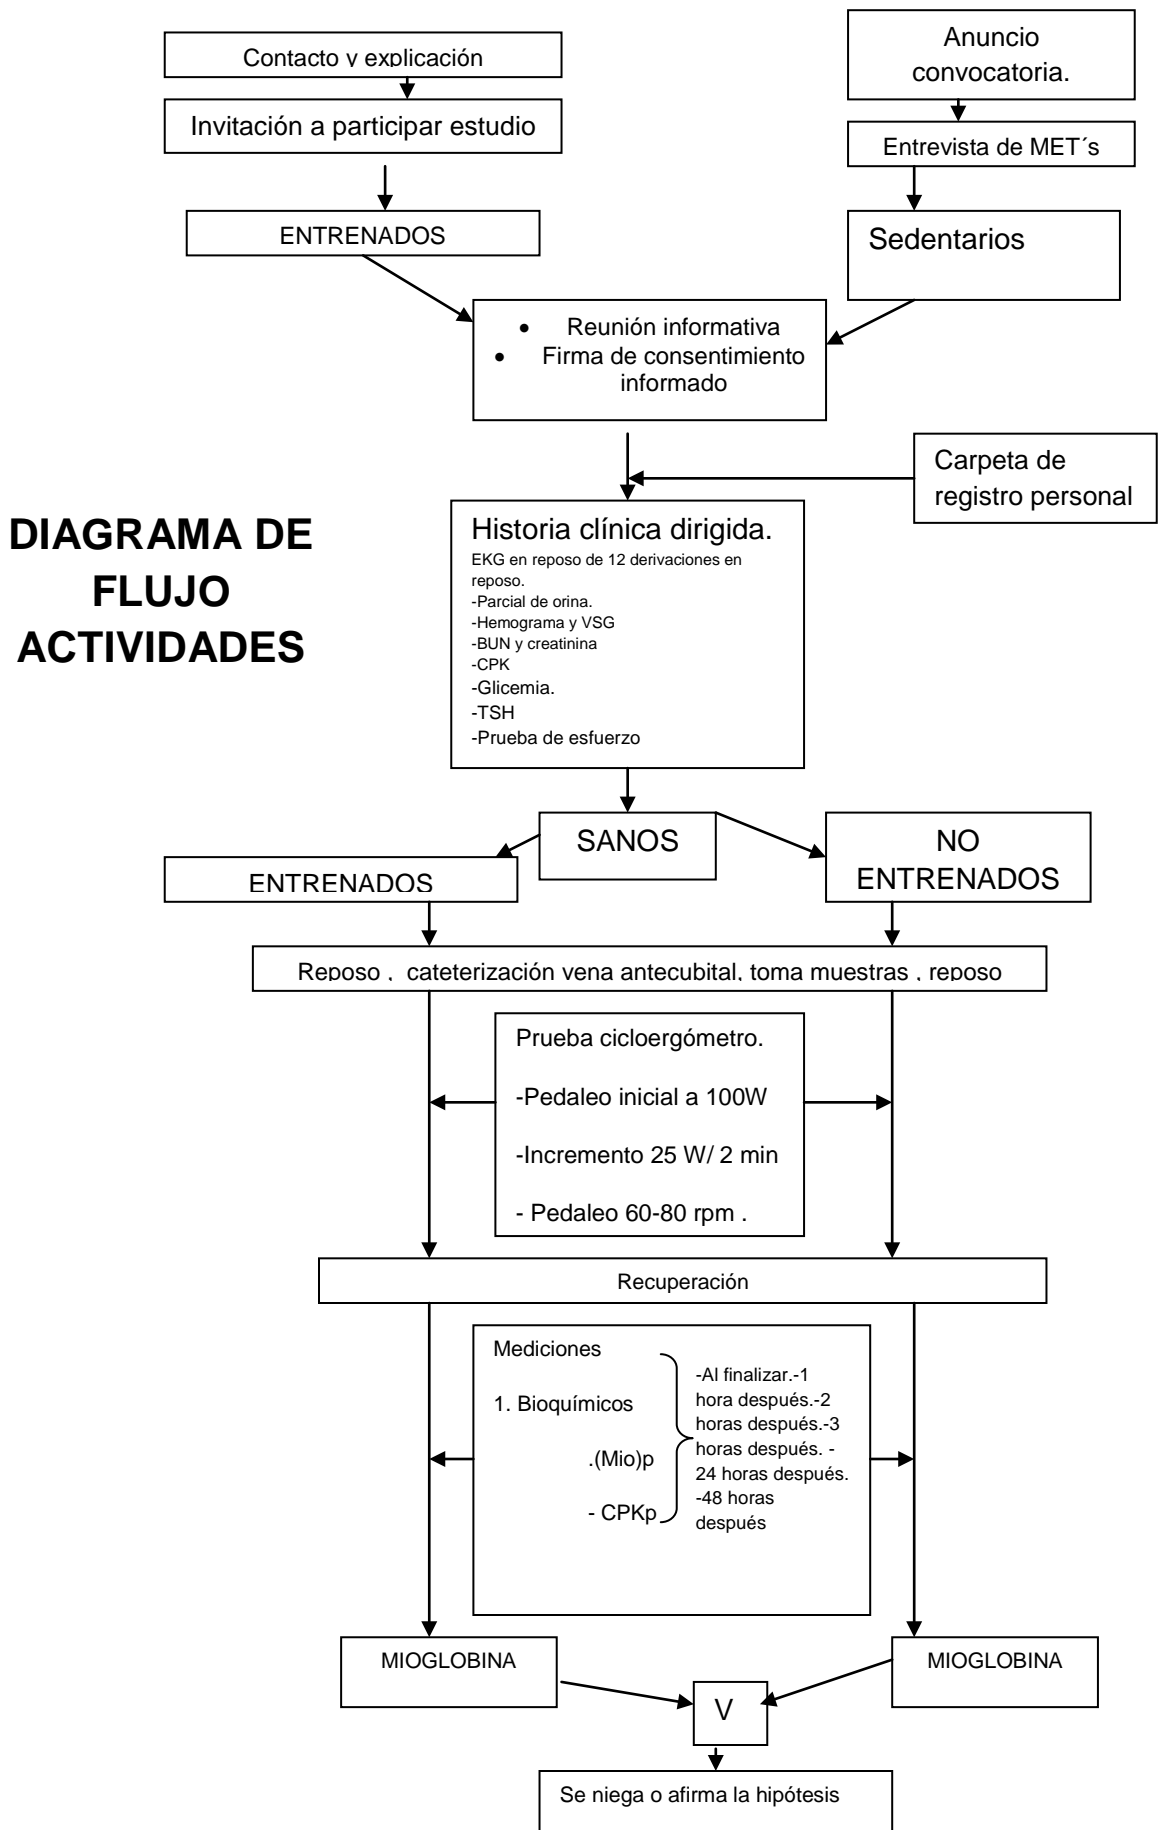 Contacto y explicación
Invitación a participar estudio
ENTRENADOS
Anuncio
convocatoria.
Entrevista de MET´s
Sedentarios
• Reunión informativa
• Firma de consentimiento
informado
Carpeta de
registro personal
DIAGRAMA DE
FLUJO
ACTIVIDADES
Historia clínica dirigida.
EKG en reposo de 12 derivaciones en
reposo.
-Parcial de orina.
-Hemograma y VSG
-BUN y creatinina
-CPK
-Glicemia.
-TSH
-Prueba de esfuerzo
SANOS
ENTRENADOS
NO
ENTRENADOS
Reposo , cateterización vena antecubital, toma muestras , reposo
Prueba cicloergómetro.
-Pedaleo inicial a 100W
-Incremento 25 W/ 2 min
- Pedaleo 60-80 rpm .
Recuperación
Mediciones
1. Bioquímicos
.(Mio)p
- CPKp
-Al finalizar.-1
hora después.-2
horas después.-3
horas después. -
24 horas después.
-48 horas
después
MIOGLOBINA
MIOGLOBINA
V
Se niega o afirma la hipótesis